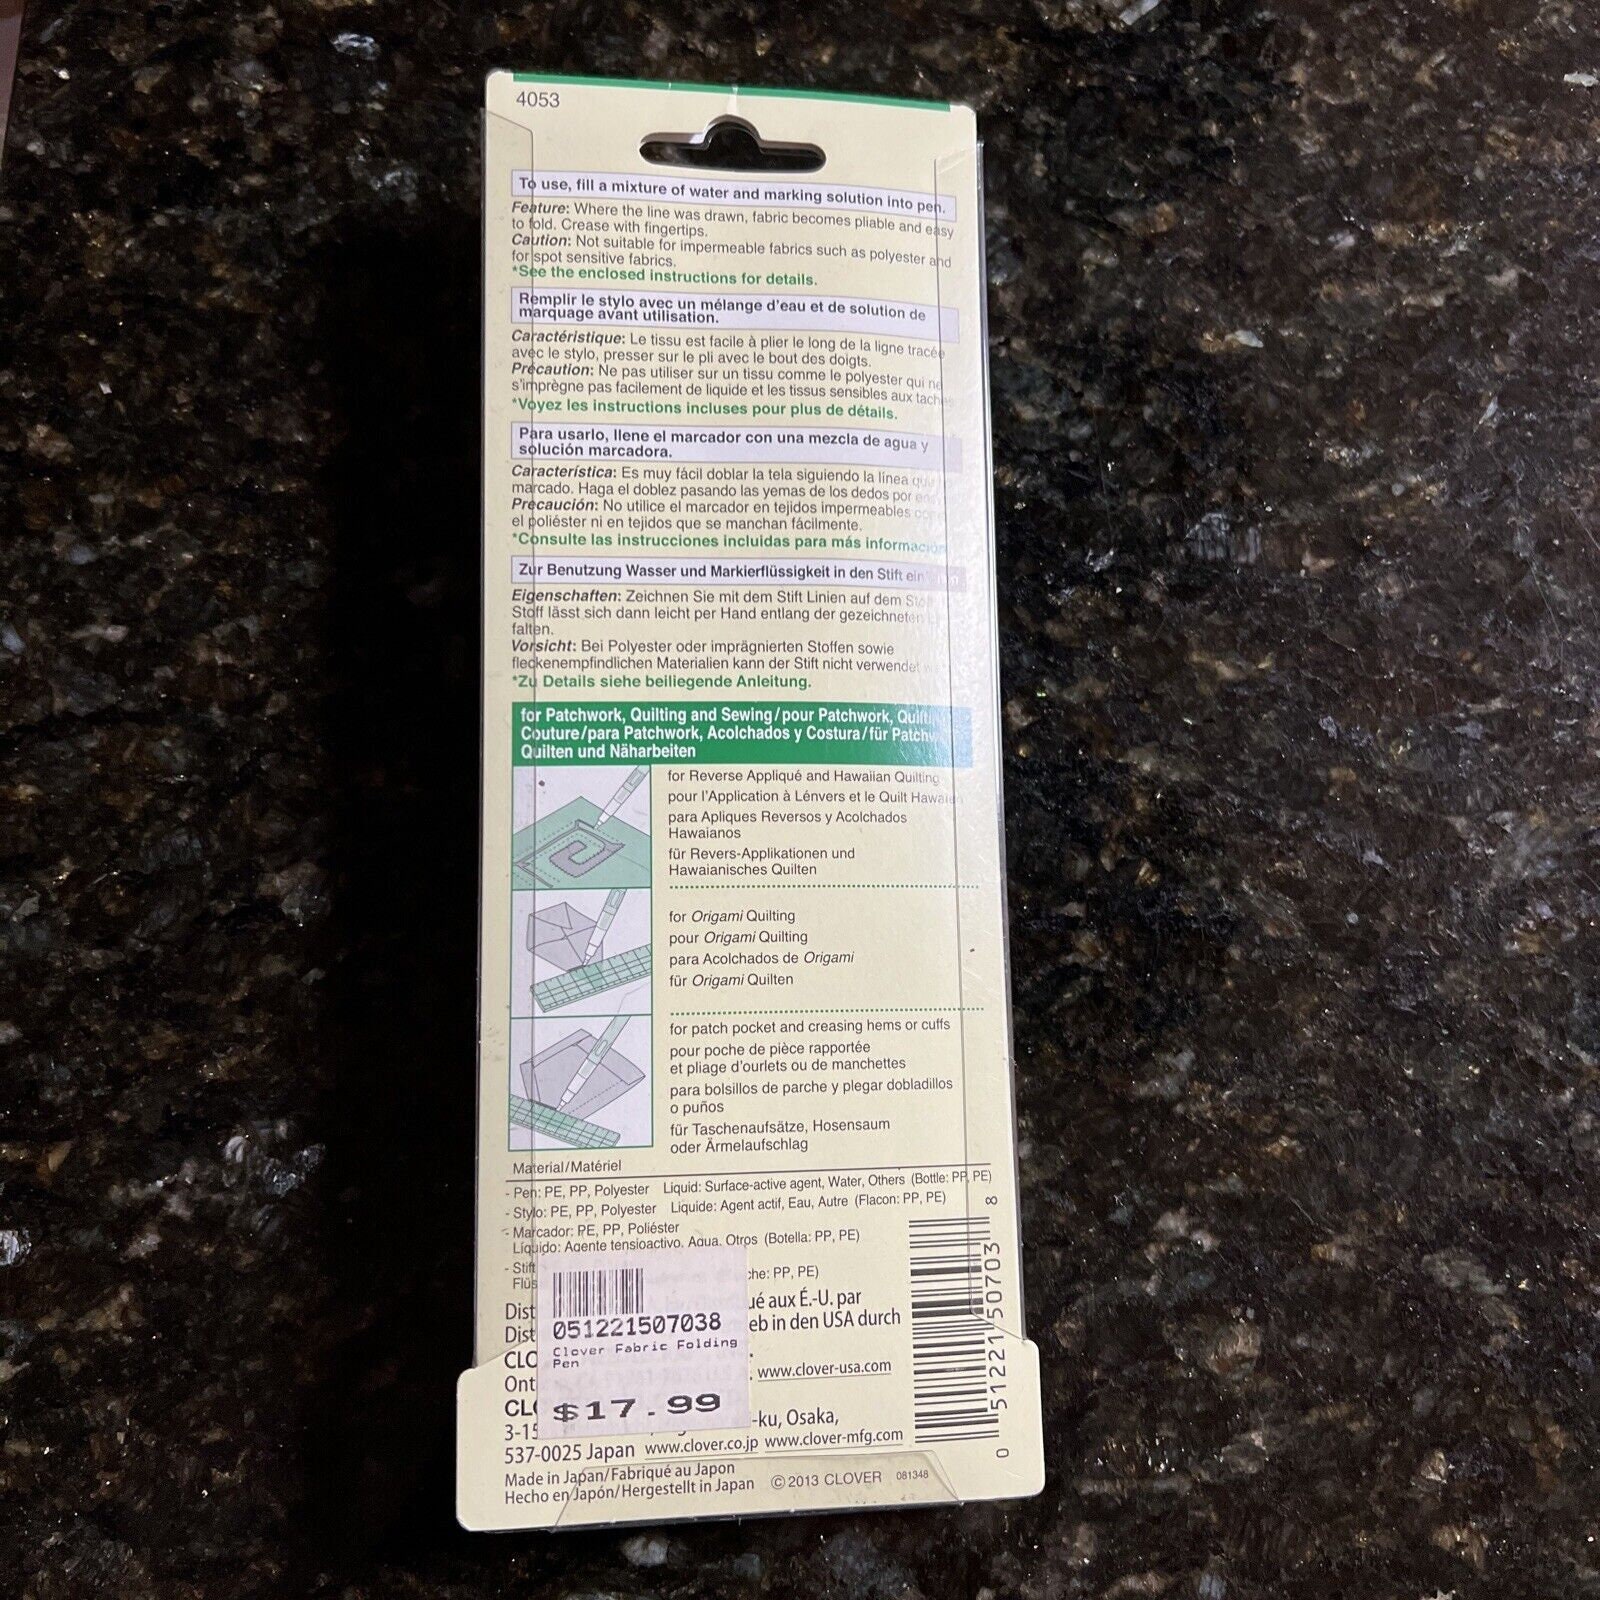 4053
To use, fill a mixture of water and marking solution into pen.
Feature: Where the line was drawn, fabric becomes pliable and easy
to fold. Crease with fingertips.
Caution: Not suitable for impermeable fabrics such as polyester and
for spot sensitive fabrics.
*See the enclosed instructions for details.
Remplir le stylo avec un mélange d'eau et de solution de
marquage avant utilisation.
Caractéristique: Le tissu est facile à plier le long de la ligne tracée
avec le stylo, presser sur le pli avec le bout des doigts.
Précaution: Ne pas utiliser sur un tissu comme le polyester qui ne
s'imprègne pas facilement de liquide et les tissus sensibles aux taches
*Voyez les instructions incluses pour plus de détails.
Para usarlo, llene el marcador con una mezcla de agua y
solución marcadora.
Característica: Es muy fácil doblar la tela siguiendo la línea que
marcado. Haga el doblez pasando las yemas de los dedos por
Precaución: No utilice el marcador en tejidos impermeables
el poliéster ni en tejidos que se manchan fácilmente.
*Consulte las instrucciones incluidas para más información
Zur Benutzung Wasser und Markierflüssigkeit in den Stift
Eigenschaften: Zeichnen Sie mit dem Stift Linien auf dem
Stoff lässt sich dann leicht per Hand entlang der gezeichneten
falten.
Vorsicht: Bei Polyester oder imprägnierten Stoffen sowie
fleckenempfindlichen Materialien kann der Stift nicht verwendet
*Zu Details siehe beiliegende Anleitung.
for Patchwork, Quilting and Sewing/pour Patchwork,
Couture/para Patchwork, Acolchados y Costura/für
Quilten und Näharbeiten
for Reverse Appliqué and Hawaiian Quilting
pour l'Application à Lénvers et le Quilt Hawaien
para Apliques Reversos y Acolchados
Hawaianos
für Revers-Applikationen und
Hawaianisches Quilten
for Origami Quilting
pour Origami Quilting
para Acolchados de Origami
für Origami Quilten
for patch pocket and creasing hems or cuffs
pour poche de pièce rapportée
et pliage d'ourlets ou de manchettes
para bolsillos de parche y plegar dobladillos
o puños
für Taschenaufsätze, Hosensaum
oder Ärmelaufschlag
Material/Matériel
- Pen: PE, PP, Polyester Liquid: Surface-active agent, Water, Others (Bottle: PP, PE)
- Stylo: PE, PP, Polyester Liquide: Agent actif, Eau, Autre (Flacon: PP, PE)
- Marcador: PE, PP, Poliéster
Líquido: Agente tensioactivo. Agua. Otros (Botella: PP, PE)
- Stift
PP, PE)
aux É.-U. par
in den USA durch
www.clover-usa.com
-ku, Osaka,
537-0025 Japan www.clover.co.jp www.clover-mfg.com
Made in Japan/Fabriqué au Japon
Hecho en Japón/Hergestellt in Japan © 2013 CLOVER 081348
051221507038
Clover Fabric Folding
Pen
$17.99
0 51221 50703 8